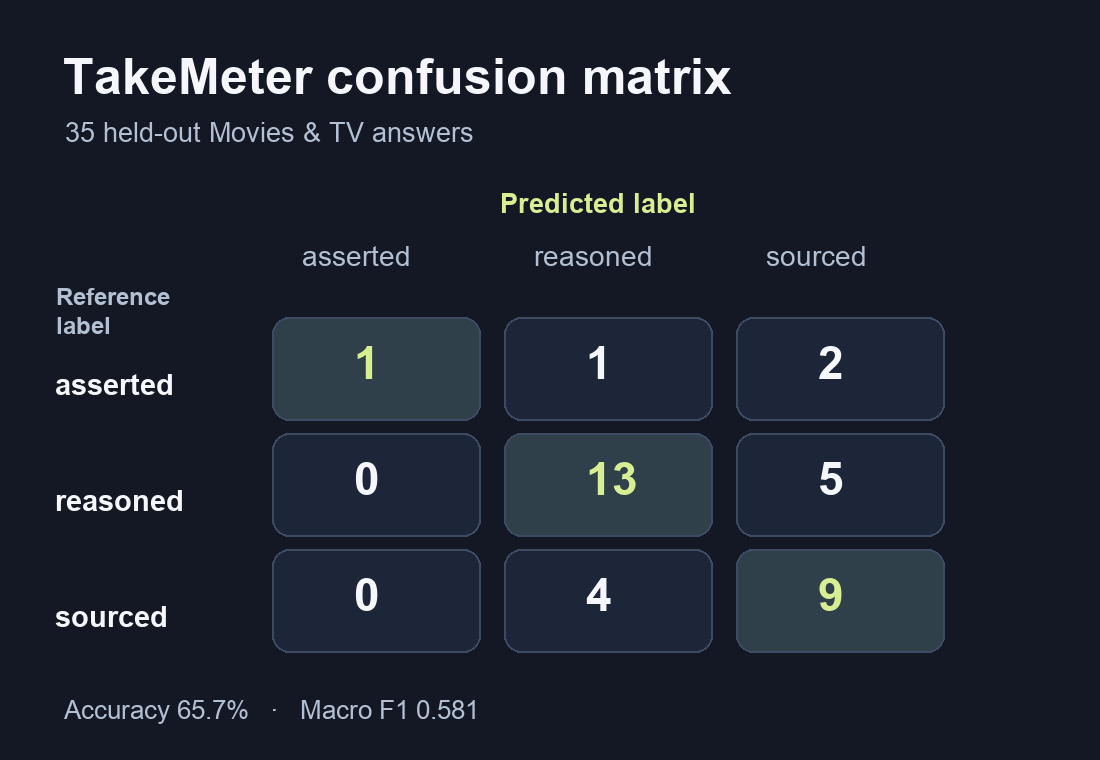 TakeMeter confusion matrix
35 held-out Movies & TV answers
Predicted label
asserted reasoned sourced
Reference
label
asserted 1 1 2
reasoned 0 13 5
sourced 0 4 9
Accuracy 65.7% · Macro F1 0.581